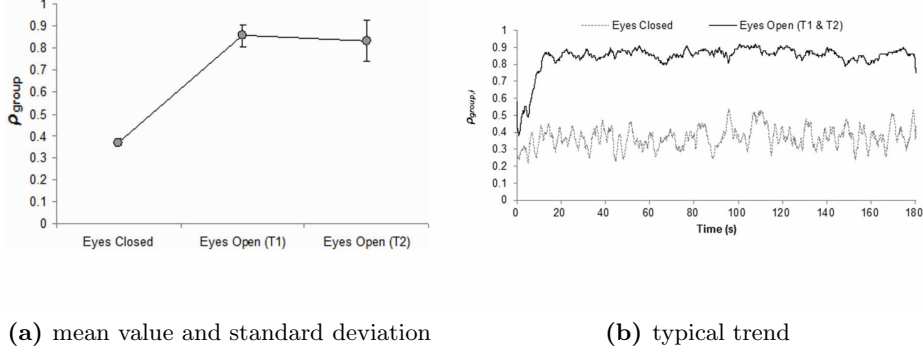 1
0.9
0.8
0.7
0.6
0.5
0.4
0.3
0.2
0.1
0
ρgroup
Eyes Closed Eyes Open (T1) Eyes Open (T2)
(a) mean value and standard deviation
Eyes Closed Eyes Open (T1 & T2)
1
0.9
0.8
0.7
0.6
0.5
0.4
0.3
0.2
0.1
0
ρgroup,i
0 20 40 60 80 100 120 140 160 180
Time (s)
(b) typical trend